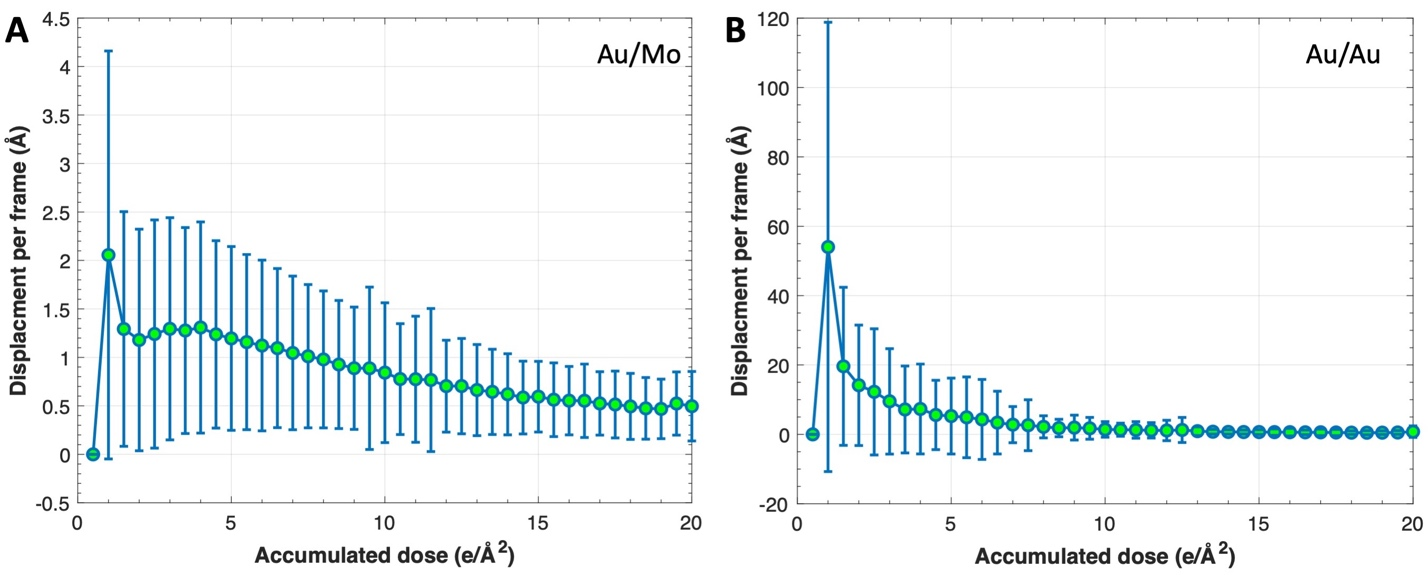 A
Au/Mo
4.5
4
3.5
3
2.5
2
1.5
1
0.5
0
-0.5
Displacment per frame (Å)
0 5 10 15 20
Accumulated dose (e/Å²)
B
Au/Au
120
100
80
60
40
20
0
-20
Displacment per frame (Å)
0 5 10 15 20
Accumulated dose (e/Å²)